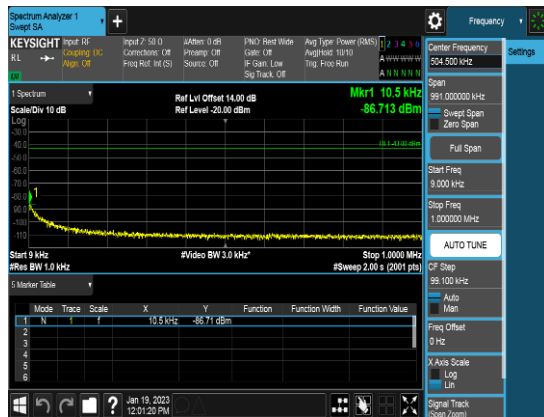 Spectrum Analyzer 1
Swept SA
Frequency
KEYSIGHT
RL
Input: RF
Coupling: DC
Align: Off
Input Z: 50 Ω
Corrections: Off
Freq Ref: Int (S)
#Atten: 0 dB
Preamp: Off
Source: Off
PNO: Best Wide
Gate: Off
IF Gain: Low
Sig Track: Off
Avg Type: Power (RMS)
Avg|Hold: 10/10
Trig: Free Run
1 2 3 4 5 6
A W W W W W
A N N N N N
1 Spectrum
Scale/Div 10 dB
Ref Lvl Offset 14.00 dB
Ref Level -20.00 dBm
Mkr1 10.5 kHz
-86.713 dBm
Log
-30.0
-40.0
-50.0
-60.0
-70.0
-80.0
-90.0
-100
-110
1
Start 9 kHz
#Res BW 1.0 kHz
#Video BW 3.0 kHz*
Stop 1.0000 MHz
#Sweep 2.00 s (2001 pts)
5 Marker Table
Mode Trace Scale X Y Function Function Width Function Value
1 N 1 f 10.5 kHz -86.71 dBm
2
3
4
5
6
Jan 19, 2023
12:01:20 PM
Center Frequency
504.500 kHz
Settings
Span
991.000000 kHz
Swept Span
Zero Span
Full Span
Start Freq
9.000 kHz
Stop Freq
1.000000 MHz
AUTO TUNE
CF Step
99.100 kHz
Auto
Man
Freq Offset
0 Hz
X Axis Scale
Log
Lin
Signal Track
(Span Zoom)